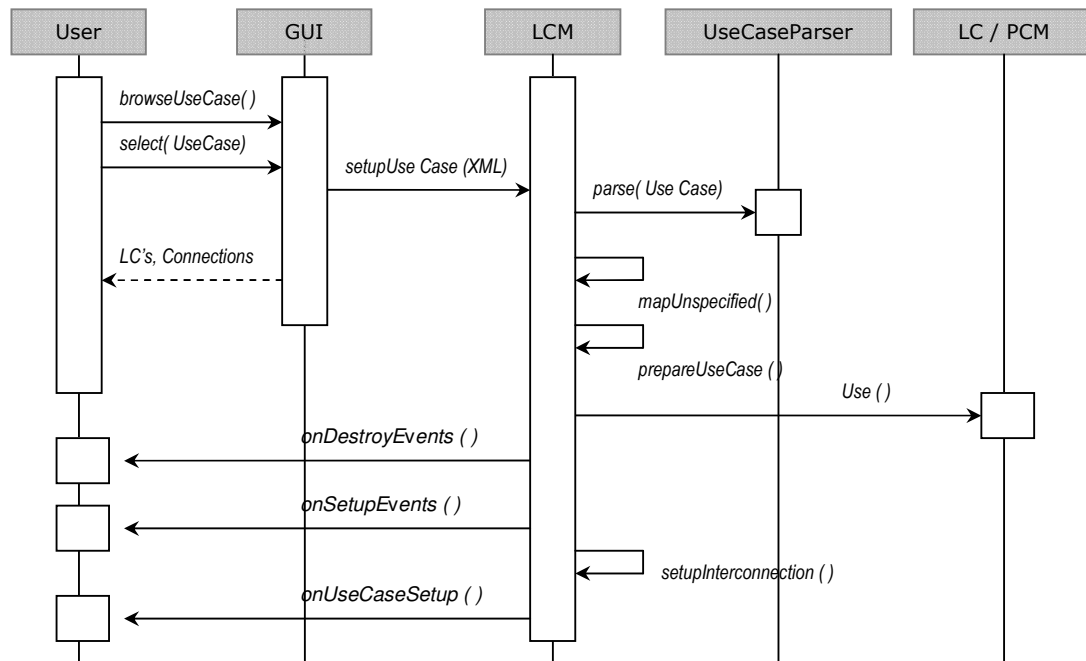 User
GUI
LCM
UseCaseParser
LC / PCM
browseUseCase( )
select( UseCase)
setupUse Case (XML)
parse( Use Case)
LC's, Connections
mapUnspecified( )
prepareUseCase ( )
Use ( )
onDestroyEvents ( )
onSetupEvents ( )
setupInterconnection ( )
onUseCaseSetup ( )